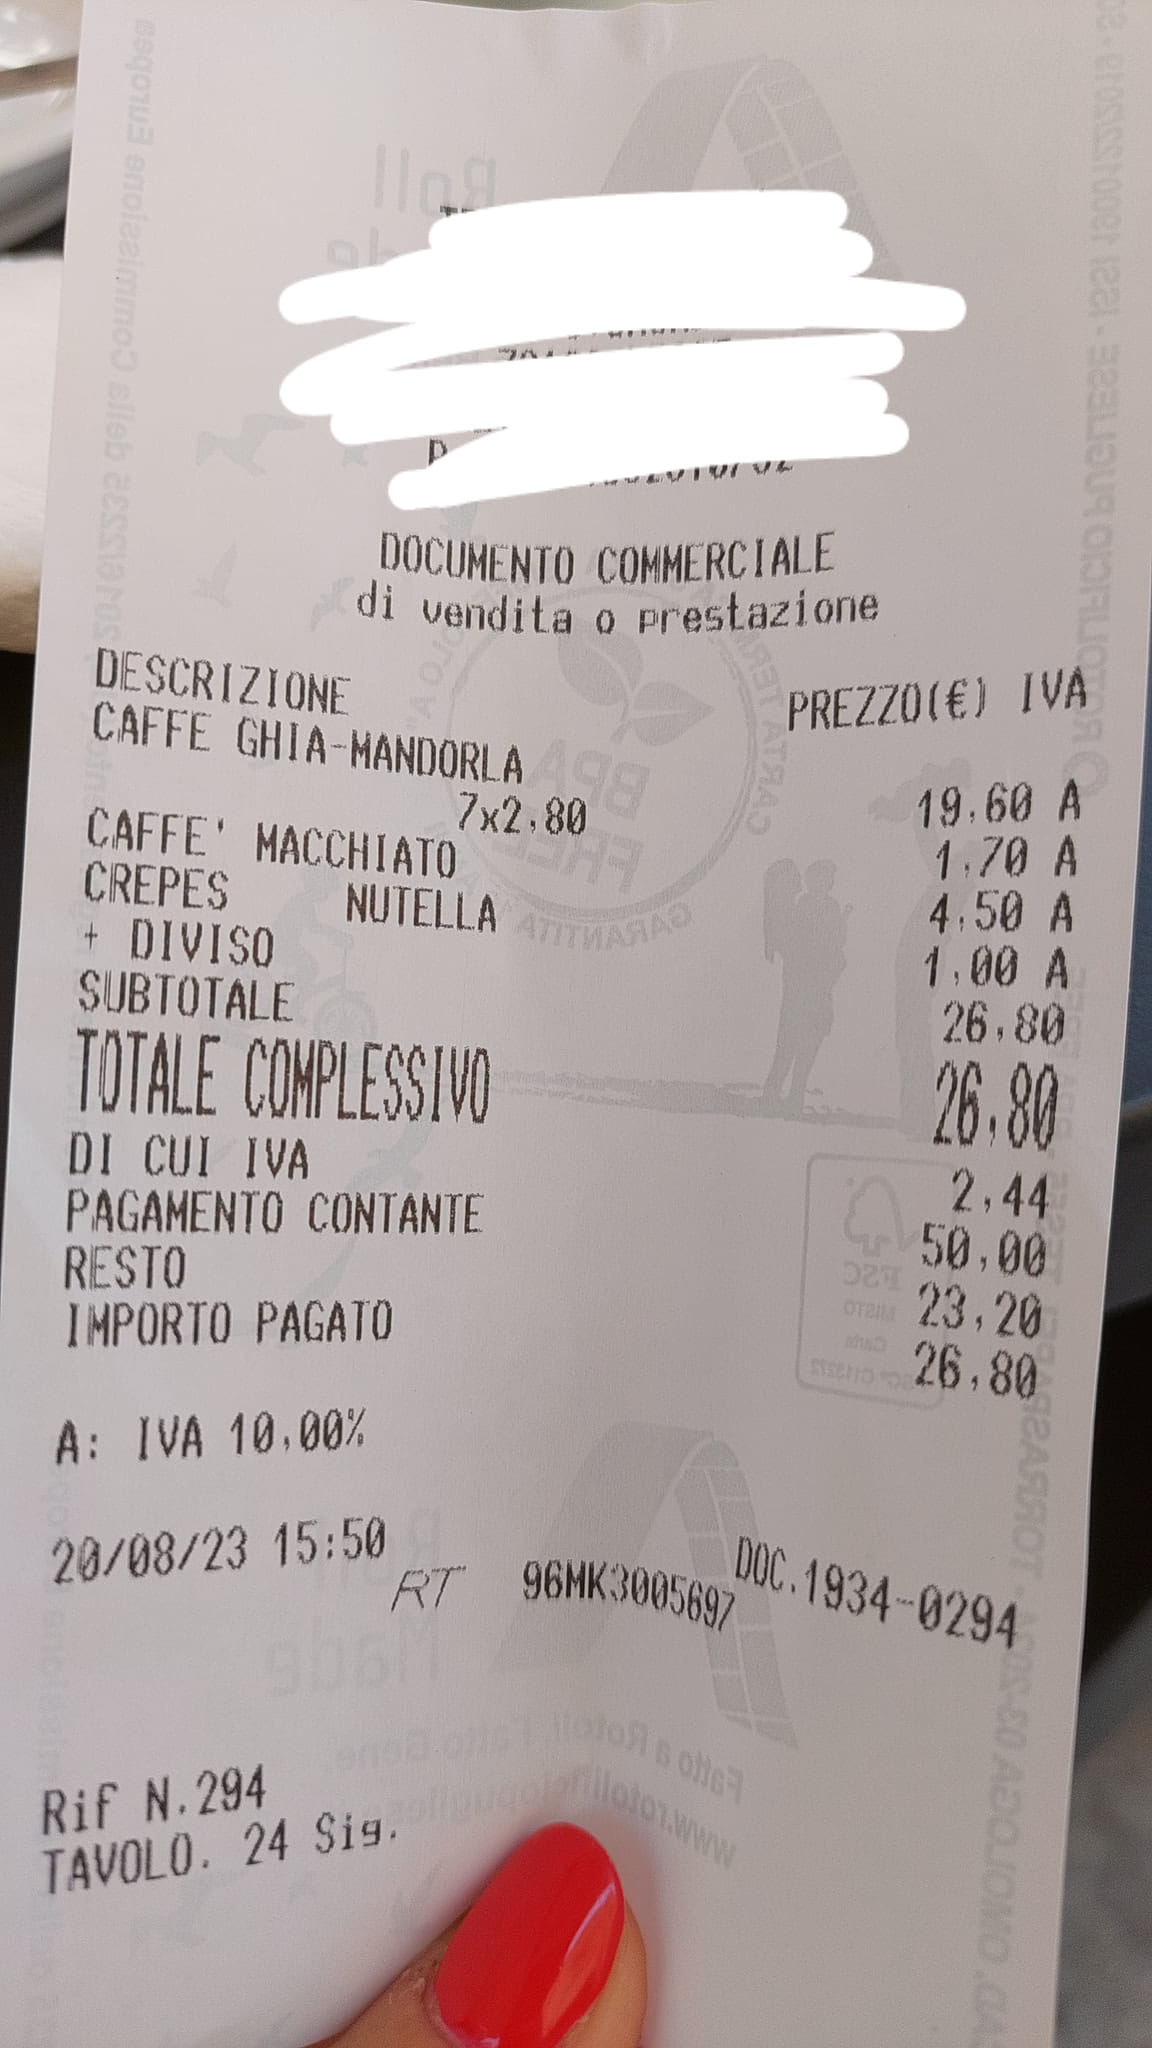 DOCUMENTO COMMERCIALE
di vendita o prestazione
DESCRIZIONE PREZZO(€) IVA
CAFFE GHIA-MANDORLA
7x2,80 19,60 A
CAFFE' MACCHIATO 1,70 A
CREPES NUTELLA 4,50 A
+ DIVISO 1,00 A
SUBTOTALE 26,80
TOTALE COMPLESSIVO 26,80
DI CUI IVA 2,44
PAGAMENTO CONTANTE 50,00
RESTO 23,20
IMPORTO PAGATO 26,80
A: IVA 10,00%
20/08/23 15:50 DOC.1934-0294
RT 96MK3005697
Rif N.294
TAVOLO. 24 Sig.